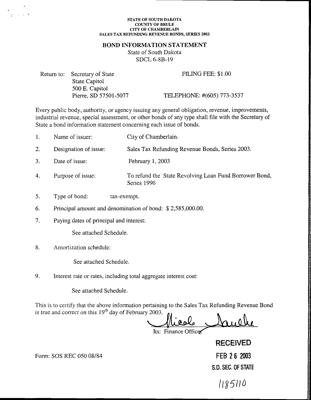 STATE OF SOUTH DAKOTA
COUNTY OF BRULE
CITY OF CHAMBERLAIN
SALES TAX REFUNDING REVENUE BONDS, SERIES 2003
BOND INFORMATION STATEMENT
State of South Dakota
SDCL 6-8B-19
Return to: Secretary of State FILING FEE: $1.00
State Capitol
500 E. Capitol
Pierre, SD 57501-5077 TELEPHONE: #(605) 773-3537
Every public body, authority, or agency issuing any general obligation, revenue, improvements,
industrial revenue, special assessment, or other bonds of any type shall file with the Secretary of
State a bond information statement concerning each issue of bonds.
1. Name of issuer: City of Chamberlain.
2. Designation of issue: Sales Tax Refunding Revenue Bonds, Series 2003.
3. Date of issue: February 1, 2003
4. Purpose of issue: To refund the State Revolving Loan Fund Borrower Bond,
Series 1996
5. Type of bond: tax-exempt.
6. Principal amount and denomination of bond: $ 2,585,000.00.
7. Paying dates of principal and interest:
See attached Schedule.
8. Amortization schedule:
See attached Schedule.
9. Interest rate or rates, including total aggregate interest cost:
See attached Schedule.
This is to certify that the above information pertaining to the Sales Tax Refunding Revenue Bond
is true and correct on this 19th day of February 2003.
Its: Finance Officer
RECEIVED
Form: SOS REC 050 08/84 FEB 26 2003
S.D. SEC. OF STATE
1185110